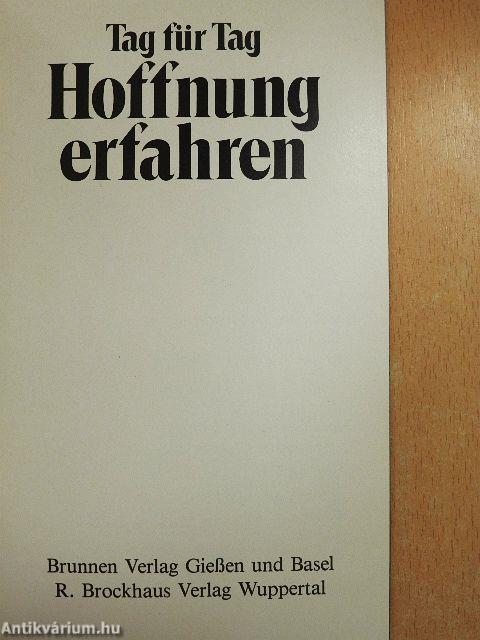 Tag für Tag
Hoffnung
erfahren
Brunnen Verlag Gießen und Basel
R. Brockhaus Verlag Wuppertal
Antikvárium.hu